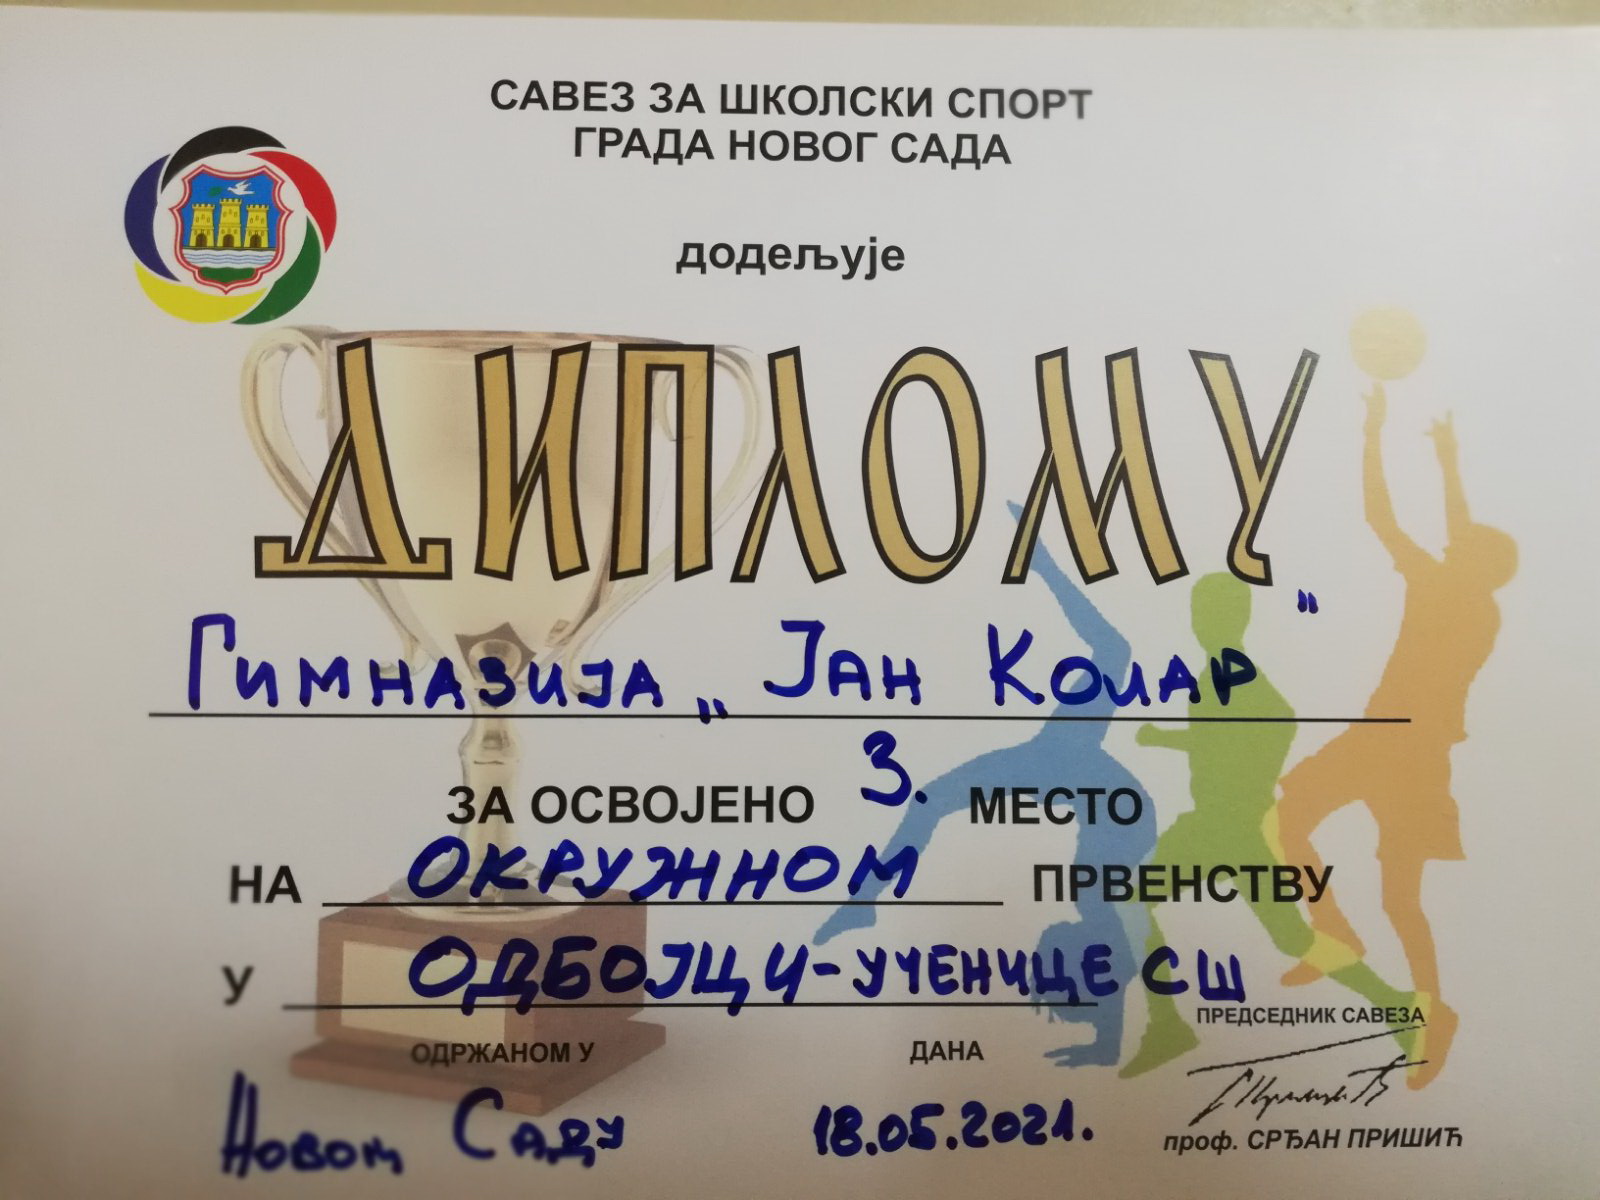 САВЕЗ ЗА ШКОЛСКИ СПОРТ
ГРАДА НОВОГ САДА
додељује
ДИПЛОМУ
Гимназија „Јан Колар"
ЗА ОСВОЈЕНО 3. МЕСТО
НА ОКРУЖНОМ ПРВЕНСТВУ
У ОДБОЈЦИ-УЧЕНИЦЕ СШ
ПРЕДСЕДНИК САВЕЗА
ОДРЖАНОМ У ДАНА
Новом Саду 18.05.2021.
проф. СРЂАН ПРИШИЋ